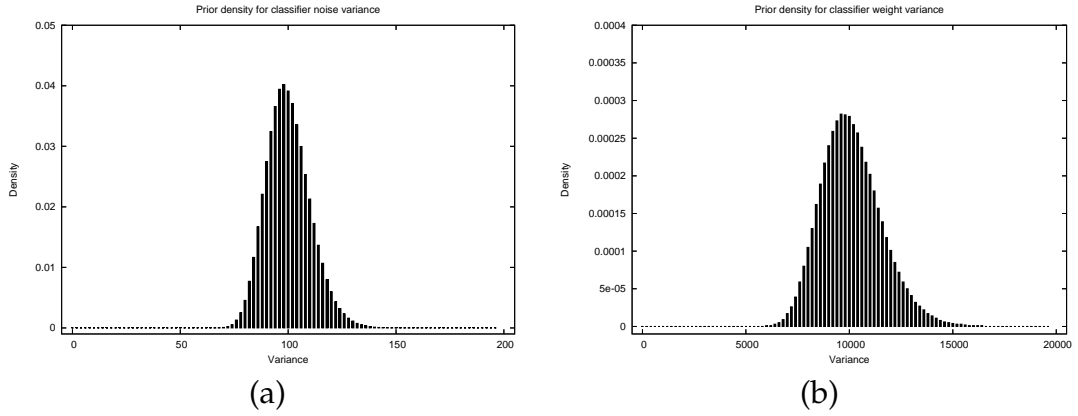 Prior density for classifier noise variance
0.05
0.04
0.03
0.02
0.01
0
Density
0
50
100
150
200
Variance
(a)
Prior density for classifier weight variance
0.0004
0.00035
0.0003
0.00025
0.0002
0.00015
0.0001
5e-05
0
Density
0
5000
10000
15000
20000
Variance
(b)